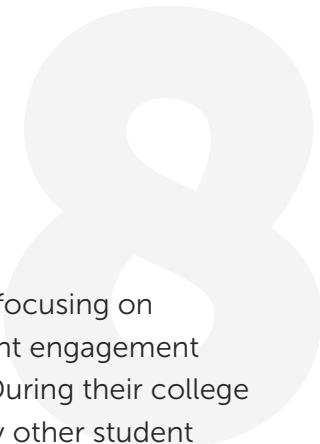 8
focusing on
nt engagement
During their college
y other student